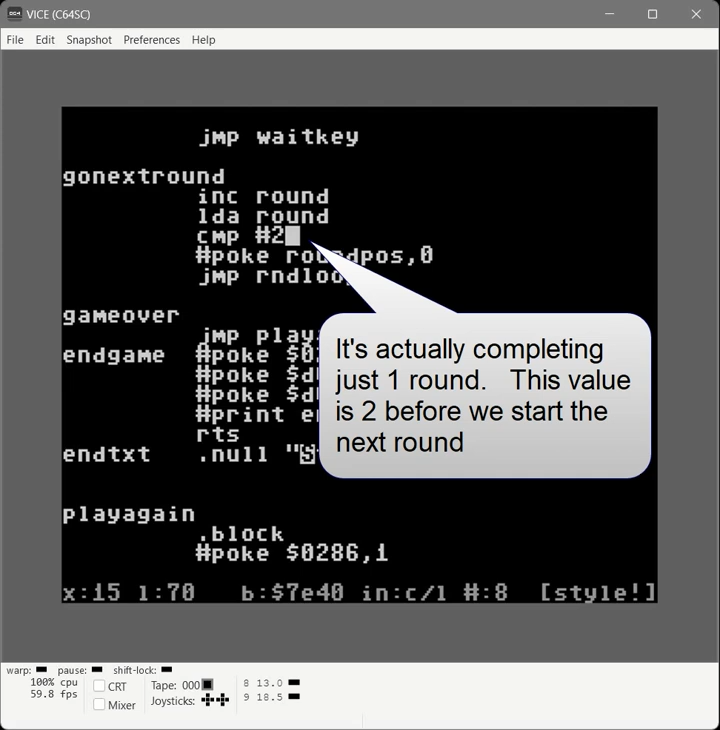 VICE (C64SC)
File Edit Snapshot Preferences Help
jmp waitkey
gonextround
inc round
lda round
cmp #2
#poke roundpos,0
jmp rndloo
gameover
jmp play
endgame #poke $0
#poke $d
#poke $d
#print e
rts
endtxt .null "S
It's actually completing
just 1 round. This value
is 2 before we start the
next round
playagain
.block
#poke $0286,1
x:15 l:70 b:$7e40 in:c/l #:8 [style!]
warp: pause: shift-lock:
100% cpu
59.8 fps
CRT
Mixer
Tape: 000
Joysticks:
8 13.0
9 18.5